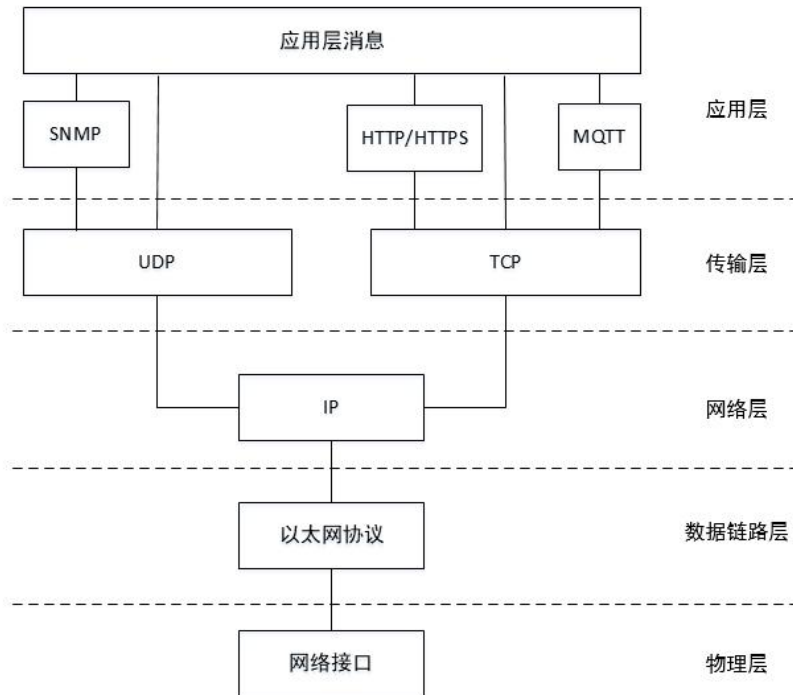 应用层消息
应用层
SNMP
HTTP/HTTPS
MQTT
UDP
TCP
传输层
IP
网络层
以太网协议
数据链路层
网络接口
物理层